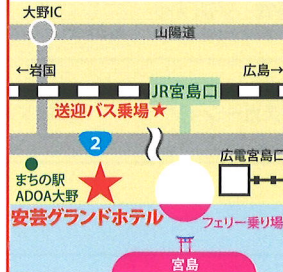 大野IC
山陽道
←岩国
JR宮島口
広島→
送迎バス乗場★
2
広電宮島口
まちの駅
ADOA大野
安芸グランドホテル
フェリー乗り場
宮島